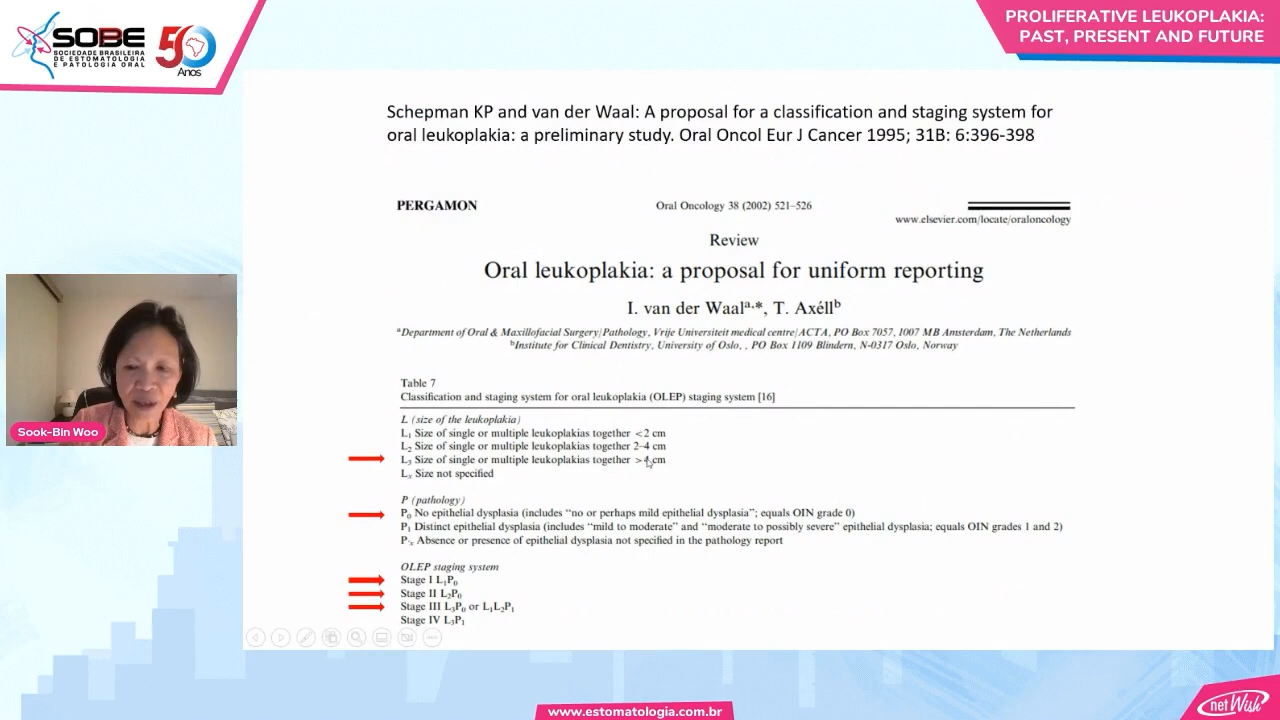 SOBE
SOCIEDADE BRASILEIRA
DE ESTOMATOLOGIA
E PATOLOGIA ORAL
50
Anos
PROLIFERATIVE LEUKOPLAKIA:
PAST, PRESENT AND FUTURE
Schepman KP and van der Waal: A proposal for a classification and staging system for
oral leukoplakia: a preliminary study. Oral Oncol Eur J Cancer 1995; 31B: 6:396-398
PERGAMON
Oral Oncology 38 (2002) 521–526
www.elsevier.com/locate/oraloncology
Review
Oral leukoplakia: a proposal for uniform reporting
I. van der Waalᵃ,*, T. Axéllᵇ
ᵃDepartment of Oral & Maxillofacial Surgery/Pathology, Vrije Universiteit medical centre/ACTA, PO Box 7057, 1007 MB Amsterdam, The Netherlands
ᵇInstitute for Clinical Dentistry, University of Oslo, , PO Box 1109 Blindern, N-0317 Oslo, Norway
Table 7
Classification and staging system for oral leukoplakia (OLEP) staging system [16]
L (size of the leukoplakia)
L₁ Size of single or multiple leukoplakias together <2 cm
L₂ Size of single or multiple leukoplakias together 2–4 cm
L₃ Size of single or multiple leukoplakias together >4 cm
Lₓ Size not specified
P (pathology)
P₀ No epithelial dysplasia (includes “no or perhaps mild epithelial dysplasia”; equals OIN grade 0)
P₁ Distinct epithelial dysplasia (includes “mild to moderate” and “moderate to possibly severe” epithelial dysplasia; equals OIN grades 1 and 2)
Pₓ Absence or presence of epithelial dysplasia not specified in the pathology report
OLEP staging system
Stage I L₁P₀
Stage II L₂P₀
Stage III L₃P₀ or L₁L₂P₁
Stage IV L₃P₁
Sook-Bin Woo
www.estomatologia.com.br
netWish